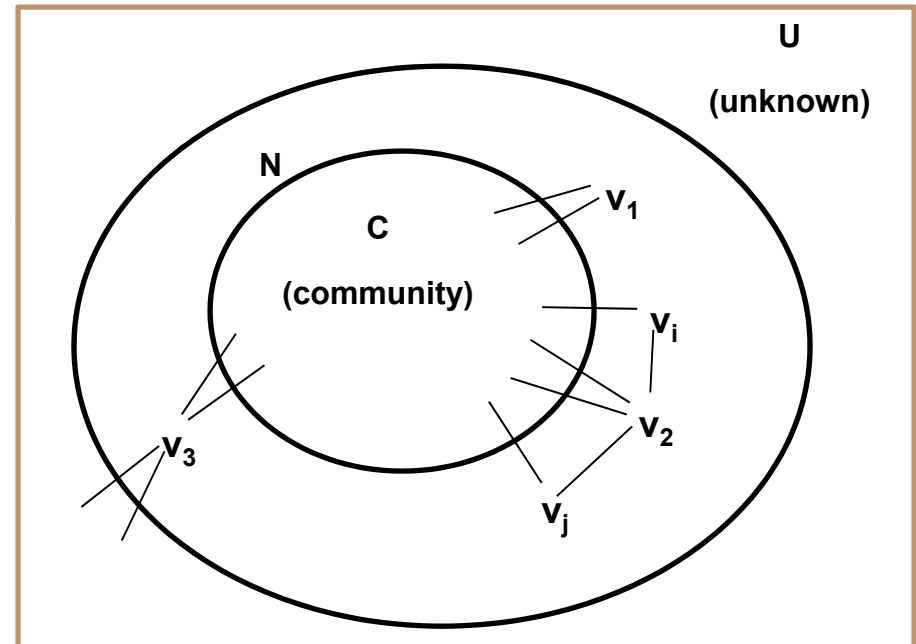 U
(unknown)
N
v₁
C
(community)
vᵢ
v₂
v₃
vⱼ